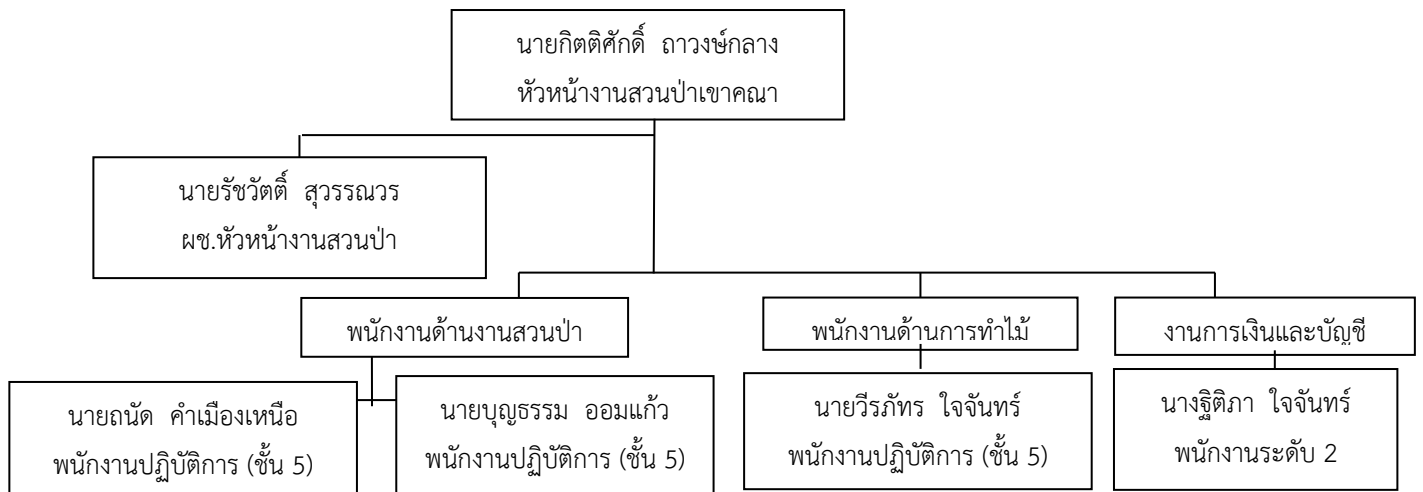 นายกิตติศักดิ์ ถาวงษ์กลาง
หัวหน้างานสวนป่าเขาคณา
นายรัชวัตติ์ สุวรรณวร
ผช.หัวหน้างานสวนป่า
พนักงานด้านงานสวนป่า
พนักงานด้านการทำไม้
งานการเงินและบัญชี
นายถนัด คำเมืองเหนือ
พนักงานปฏิบัติการ (ชั้น 5)
นายบุญธรรม ออมแก้ว
พนักงานปฏิบัติการ (ชั้น 5)
นายวีรภัทร ใจจันทร์
พนักงานปฏิบัติการ (ชั้น 5)
นางฐิติภา ใจจันทร์
พนักงานระดับ 2